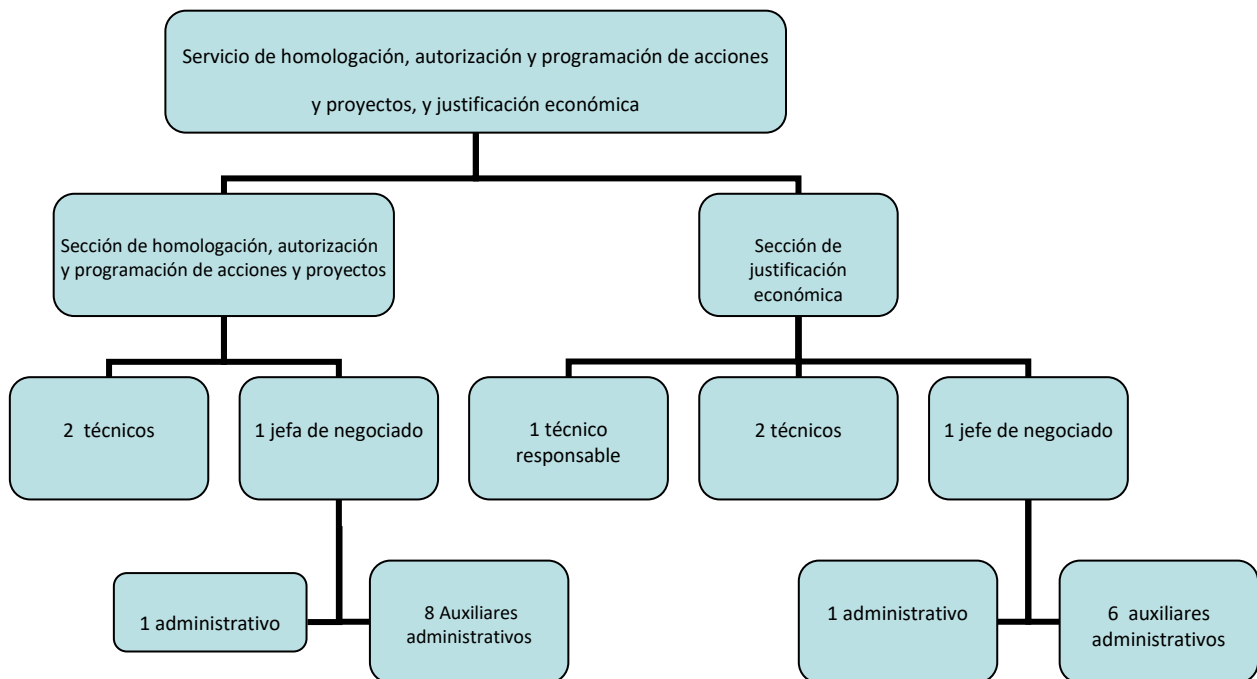 Servicio de homologación, autorización y programación de acciones
y proyectos, y justificación económica
Sección de homologación, autorización
y programación de acciones y proyectos
Sección de
justificación
económica
2 técnicos
1 jefa de negociado
1 técnico
responsable
2 técnicos
1 jefe de negociado
1 administrativo
8 Auxiliares
administrativos
1 administrativo
6 auxiliares
administrativos